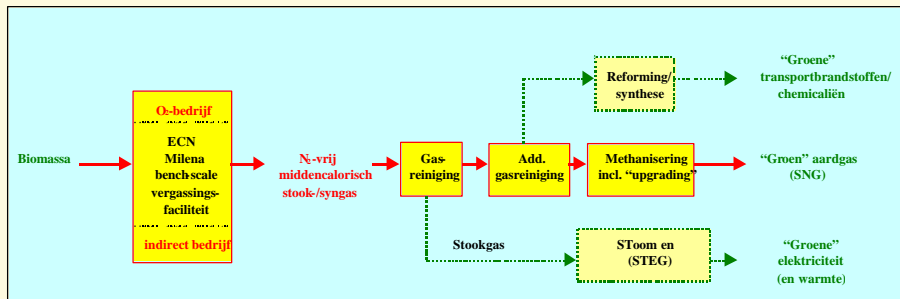 Biomassa
O2-bedrijf
ECN
Milena
bench-scale
vergassings-
faciliteit
indirect bedrijf
N2-vrij
middencalorisch
stook-/syngas
Gas-
reiniging
Add.
gasreiniging
Reforming/
synthese
“Groene”
transportbrandstoffen/
chemicaliën
Methanisering
incl. “upgrading”
“Groen” aardgas
(SNG)
Stookgas
SToom en
(STEG)
“Groene”
elektriciteit
(en warmte)